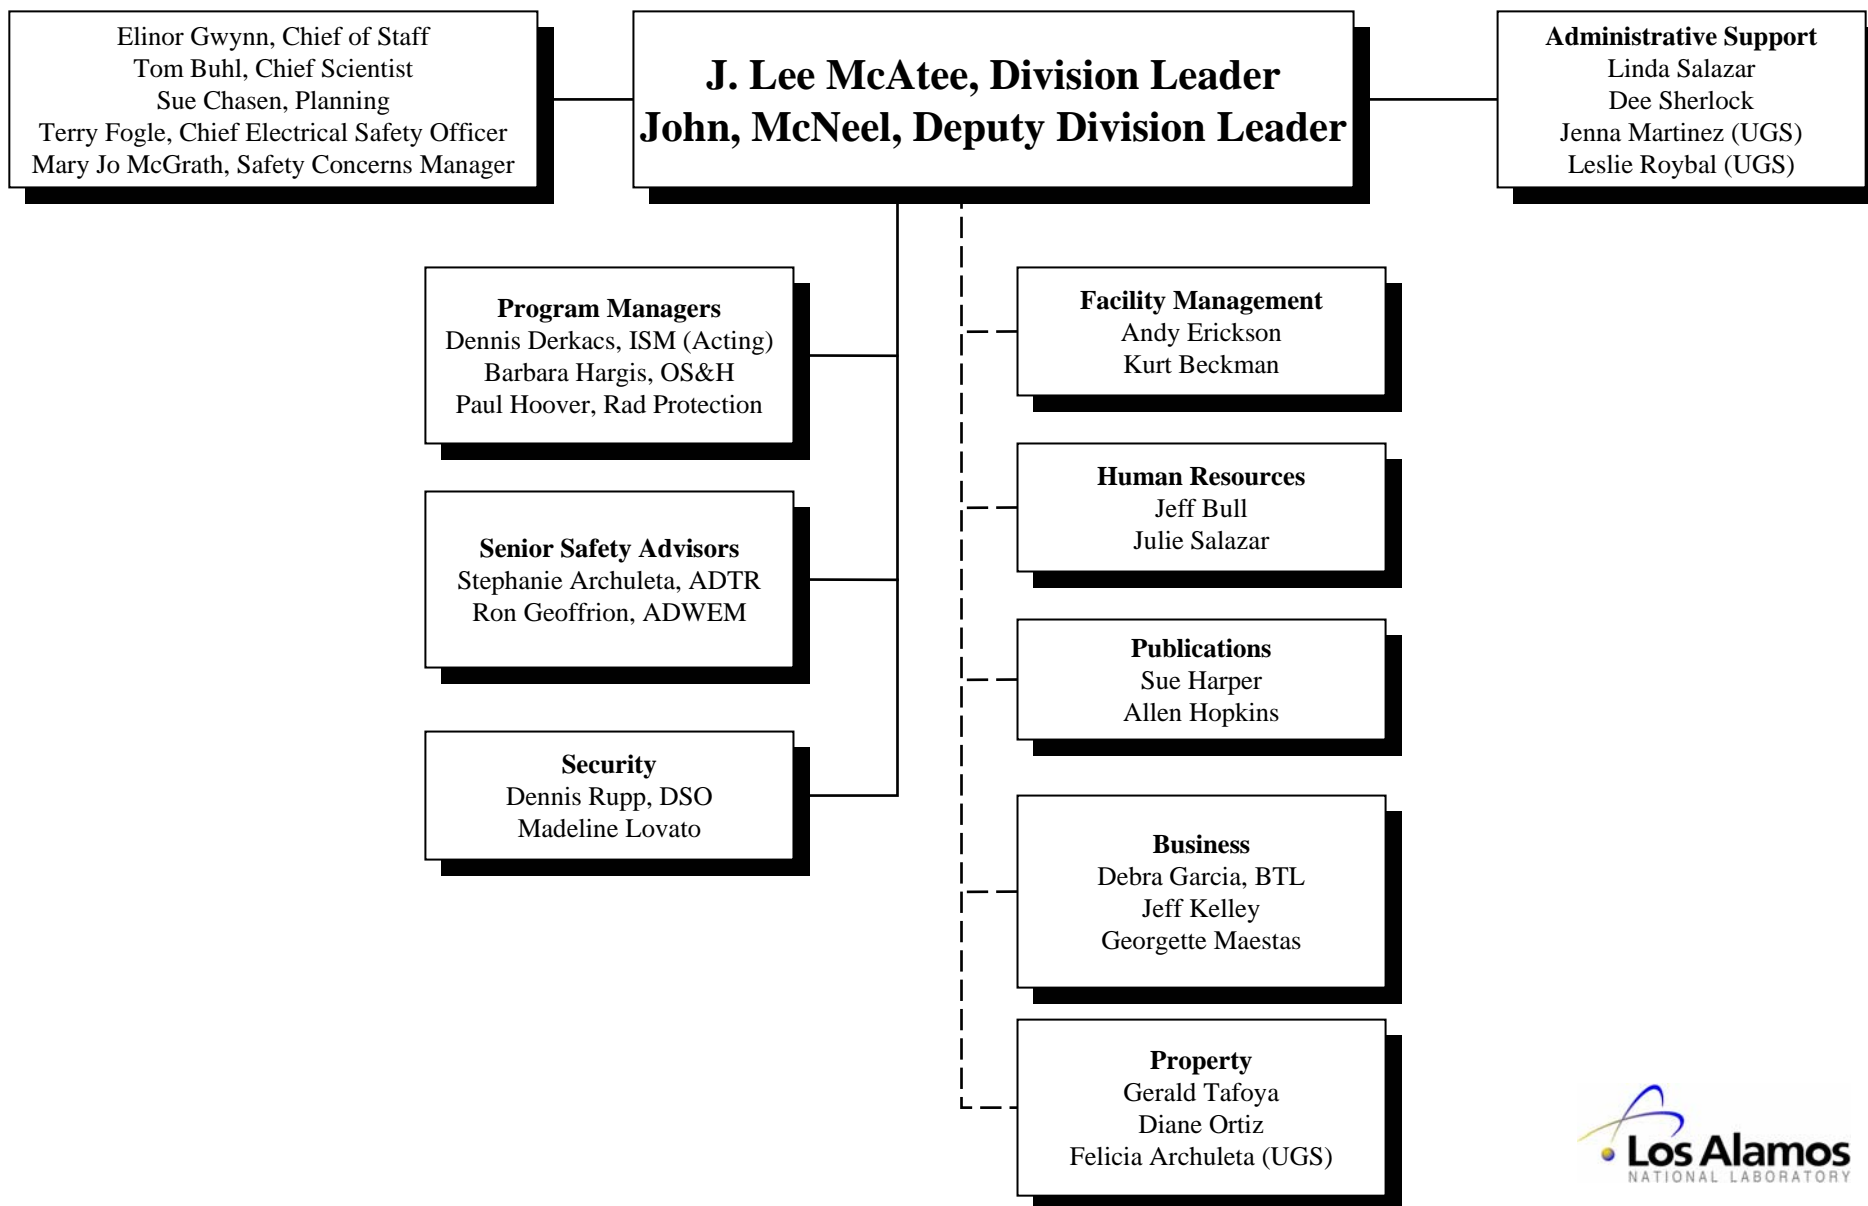 Elinor Gwynn, Chief of Staff
Tom Buhl, Chief Scientist
Sue Chasen, Planning
Terry Fogle, Chief Electrical Safety Officer
Mary Jo McGrath, Safety Concerns Manager
J. Lee McAtee, Division Leader
John, McNeel, Deputy Division Leader
Administrative Support
Linda Salazar
Dee Sherlock
Jenna Martinez (UGS)
Leslie Roybal (UGS)
Program Managers
Dennis Derkacs, ISM (Acting)
Barbara Hargis, OS&H
Paul Hoover, Rad Protection
Senior Safety Advisors
Stephanie Archuleta, ADTR
Ron Geoffrion, ADWEM
Security
Dennis Rupp, DSO
Madeline Lovato
Facility Management
Andy Erickson
Kurt Beckman
Human Resources
Jeff Bull
Julie Salazar
Publications
Sue Harper
Allen Hopkins
Business
Debra Garcia, BTL
Jeff Kelley
Georgette Maestas
Property
Gerald Tafoya
Diane Ortiz
Felicia Archuleta (UGS)
Los Alamos
NATIONAL LABORATORY